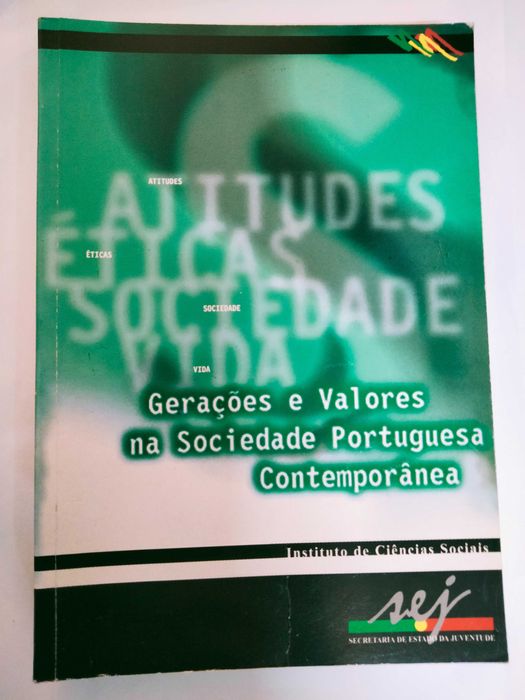 ATITUDES
ATITUDES
ÉTICAS
ÉTICAS
SOCIEDADE
SOCIEDADE
VIDA
VIDA
Gerações e Valores
na Sociedade Portuguesa
Contemporânea
Instituto de Ciências Sociais
sej
SECRETARIA DE ESTADO DA JUVENTUDE